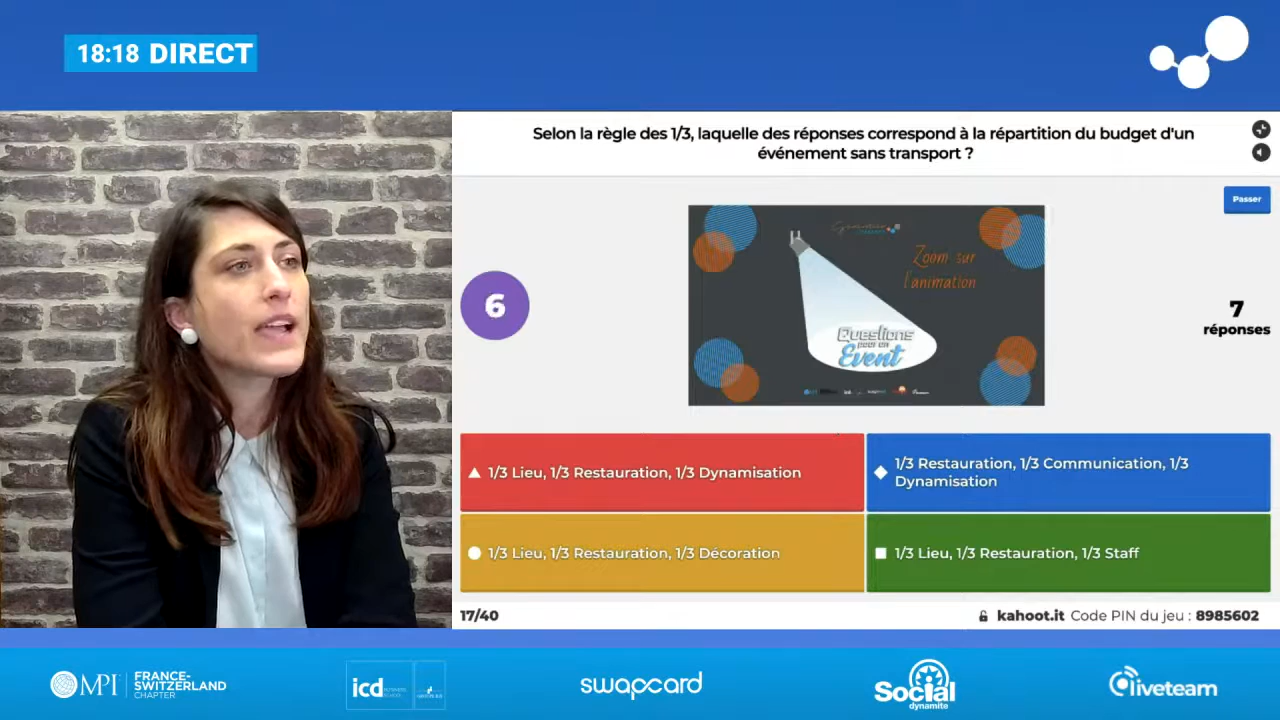 18:18 DIRECT
Selon la règle des 1/3, laquelle des réponses correspond à la répartition du budget d'un
événement sans transport ?
Passer
6
Zoom sur
l'animation
Questions
pour un
Event
7
réponses
1/3 Lieu, 1/3 Restauration, 1/3 Dynamisation
1/3 Restauration, 1/3 Communication, 1/3
Dynamisation
1/3 Lieu, 1/3 Restauration, 1/3 Décoration
1/3 Lieu, 1/3 Restauration, 1/3 Staff
17/40
kahoot.it Code PIN du jeu : 8985602
MPI FRANCE-
SWITZERLAND
CHAPTER
icd
swapcard
Social
dynamite
liveteam